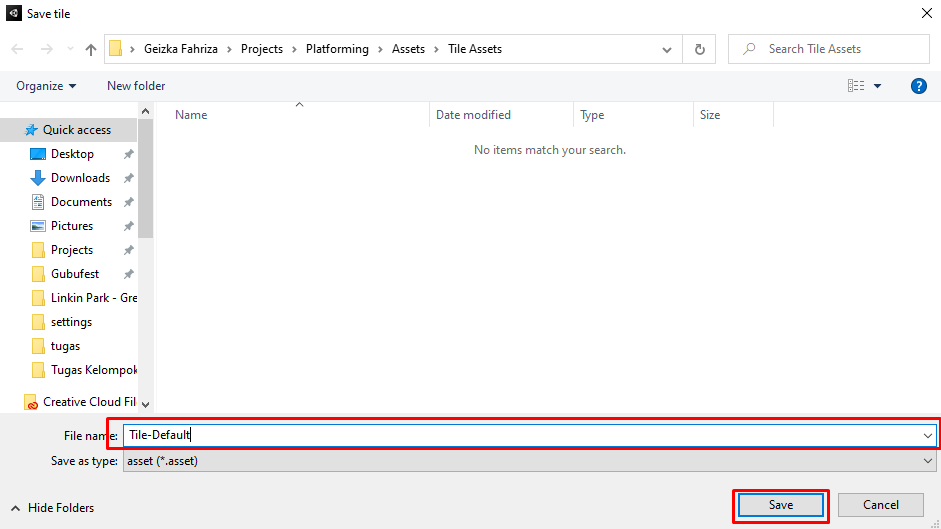 Save tile
Geizka Fahriza > Projects > Platforming > Assets > Tile Assets
Search Tile Assets
Organize
New folder
?
Name
Date modified
Type
Size
Quick access
No items match your search.
Desktop
Downloads
Documents
Pictures
Projects
Gubufest
Linkin Park - Gre
settings
tugas
Tugas Kelompok
Creative Cloud Fil
File name:
Tile-Default
Save as type:
asset (*.asset)
Hide Folders
Save
Cancel